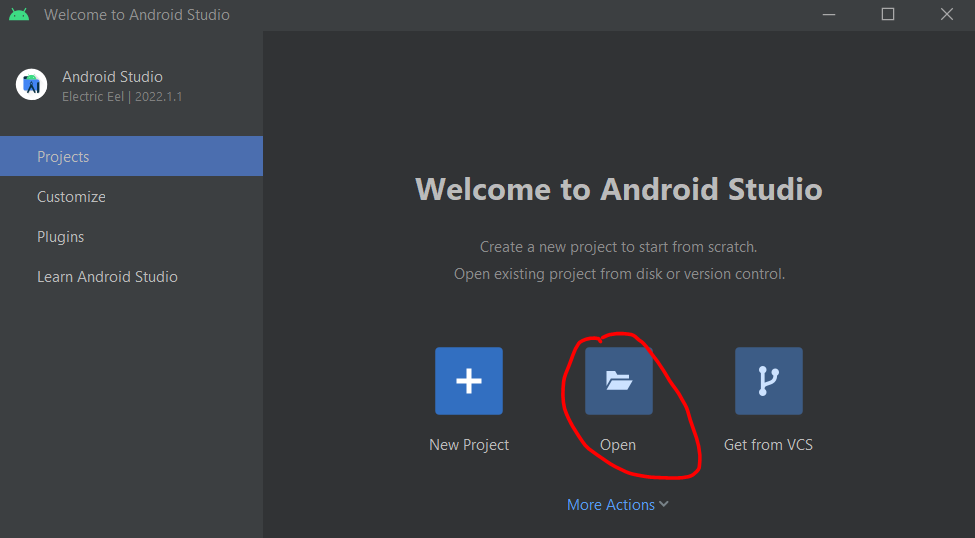 Welcome to Android Studio
Android Studio
Electric Eel | 2022.1.1
Projects
Customize
Plugins
Learn Android Studio
Welcome to Android Studio
Create a new project to start from scratch.
Open existing project from disk or version control.
New Project
Open
Get from VCS
More Actions